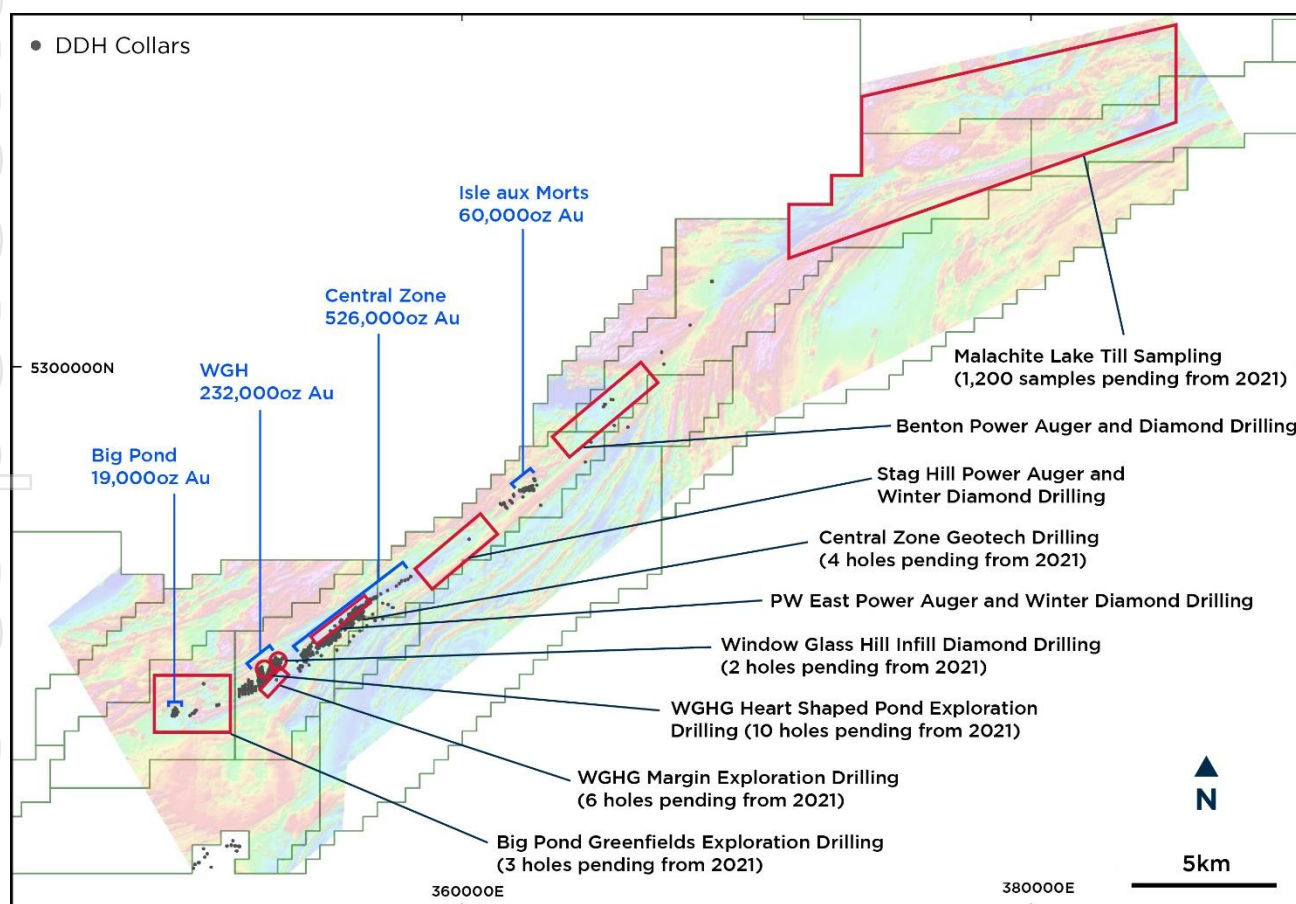 DDH Collars
Isle aux Morts
60,000oz Au
Central Zone
526,000oz Au
WGH
232,000oz Au
Big Pond
19,000oz Au
5300000N
Malachite Lake Till Sampling
(1,200 samples pending from 2021)
Benton Power Auger and Diamond Drilling
Stag Hill Power Auger and
Winter Diamond Drilling
Central Zone Geotech Drilling
(4 holes pending from 2021)
PW East Power Auger and Winter Diamond Drilling
Window Glass Hill Infill Diamond Drilling
(2 holes pending from 2021)
WGHG Heart Shaped Pond Exploration
Drilling (10 holes pending from 2021)
WGHG Margin Exploration Drilling
(6 holes pending from 2021)
Big Pond Greenfields Exploration Drilling
(3 holes pending from 2021)
N
5km
360000E
380000E